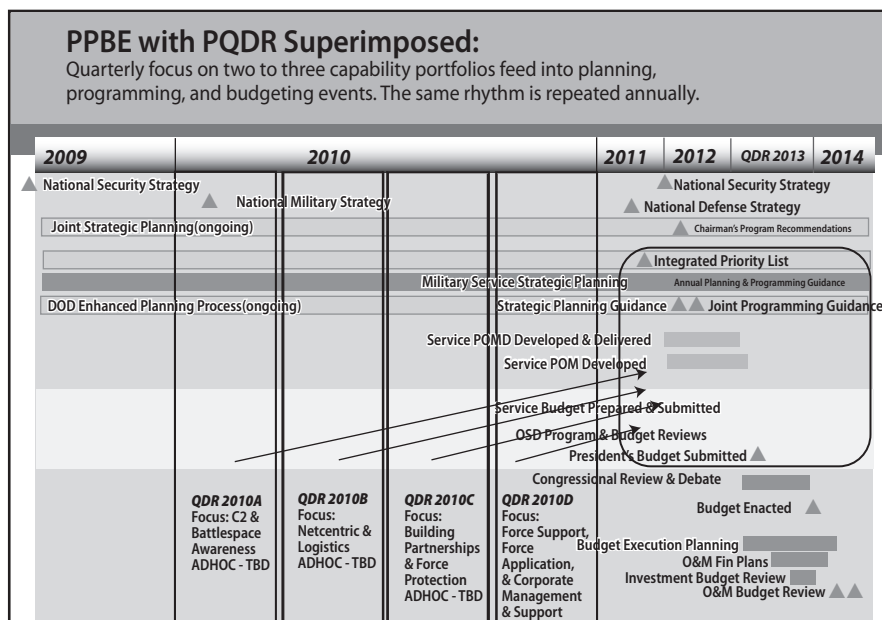 PPBE with PQDR Superimposed:
Quarterly focus on two to three capability portfolios feed into planning,
programming, and budgeting events. The same rhythm is repeated annually.
2009
2010
2011
2012
QDR 2013
2014
National Security Strategy
National Security Strategy
National Military Strategy
National Defense Strategy
Joint Strategic Planning(ongoing)
Chairman's Program Recommendations
Integrated Priority List
Military Service Strategic Planning
Annual Planning & Programming Guidance
DOD Enhanced Planning Process(ongoing)
Strategic Planning Guidance
Joint Programming Guidance
Service POMD Developed & Delivered
Service POM Developed
Service Budget Prepared & Submitted
OSD Program & Budget Reviews
President's Budget Submitted
Congressional Review & Debate
Budget Enacted
Budget Execution Planning
O&M Fin Plans
Investment Budget Review
O&M Budget Review
QDR 2010A
Focus: C2 &
Battlespace
Awareness
ADHOC - TBD
QDR 2010B
Focus:
Netcentric &
Logistics
ADHOC - TBD
QDR 2010C
Focus:
Building
Partnerships
& Force
Protection
ADHOC - TBD
QDR 2010D
Focus:
Force Support,
Force
Application,
& Corporate
Management
& Support